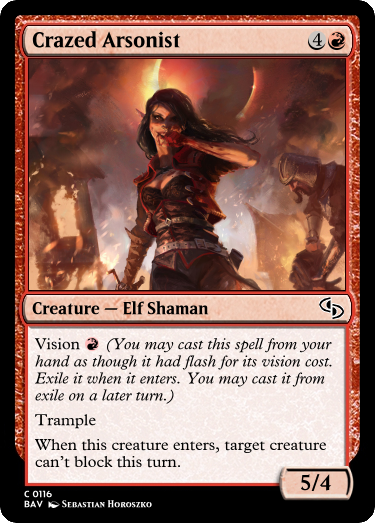 Crazed Arsonist 4
Creature — Elf Shaman
Vision (You may cast this spell from your
hand as though it had flash for its vision cost.
Exile it when it enters. You may cast it from
exile on a later turn.)
Trample
When this creature enters, target creature
can't block this turn.
5/4
C 0116
BAV Sebastian Horoszko